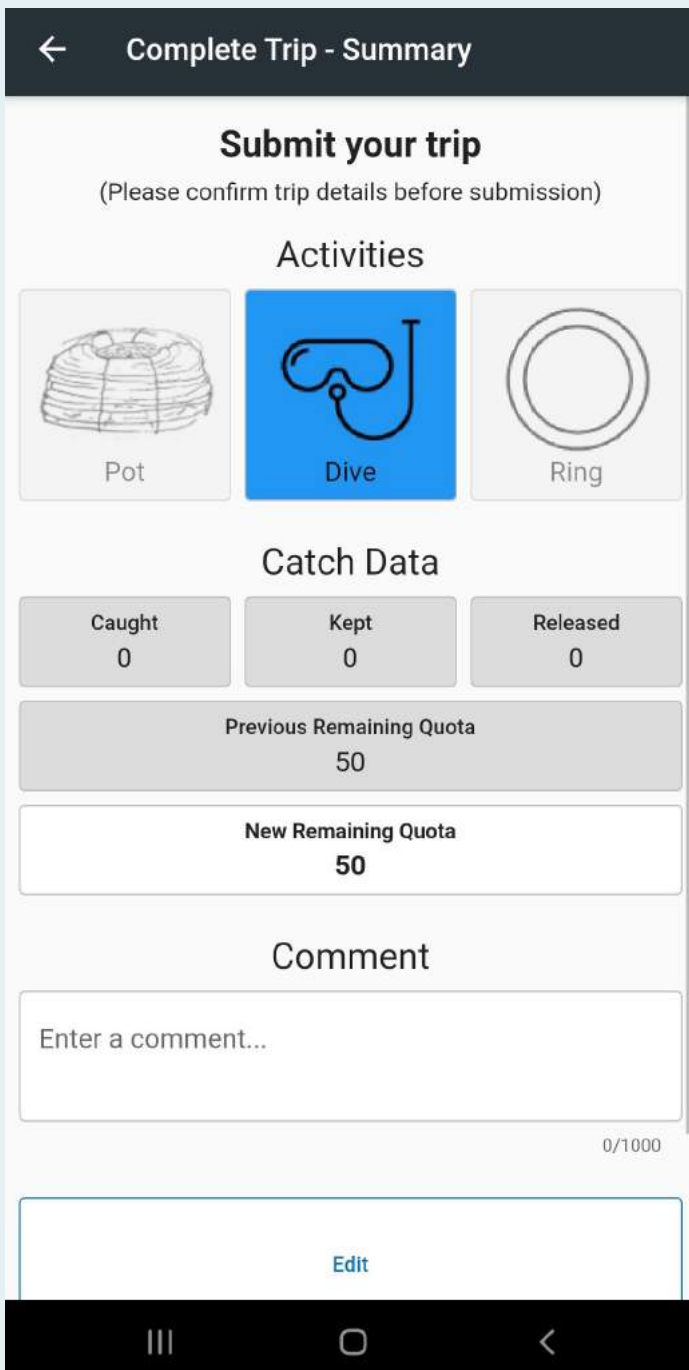 Complete Trip - Summary
Submit your trip
(Please confirm trip details before submission)
Activities
Pot
Dive
Ring
Catch Data
Caught
0
Kept
0
Released
0
Previous Remaining Quota
50
New Remaining Quota
50
Comment
Enter a comment...
0/1000
Edit